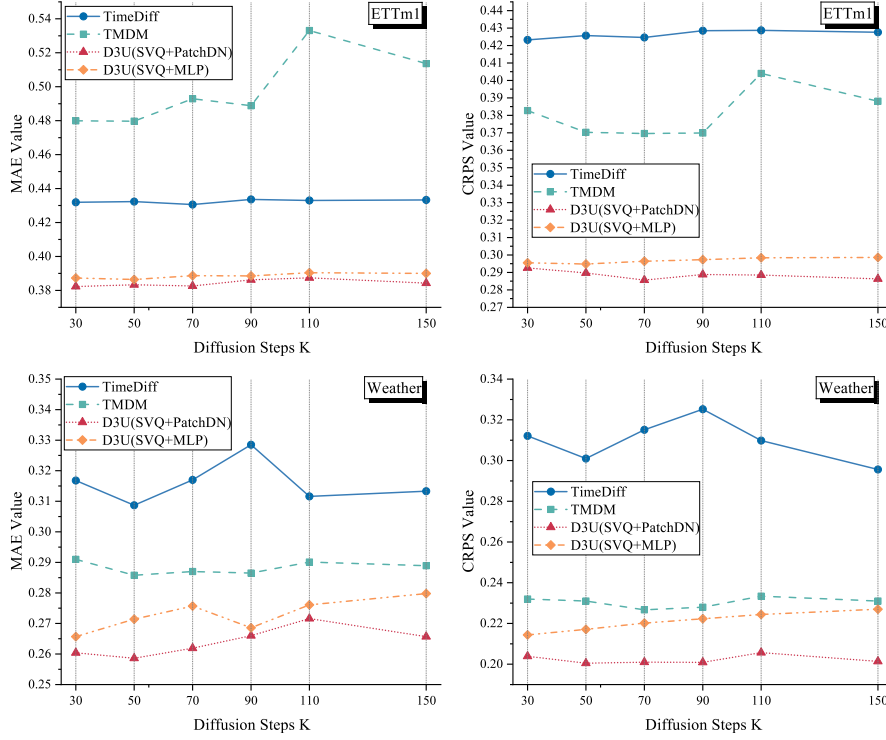 ETTm1
TimeDiff
TMDM
D3U(SVQ+PatchDN)
D3U(SVQ+MLP)
MAE Value
0.54
0.52
0.50
0.48
0.46
0.44
0.42
0.40
0.38
30 50 70 90 110 150
Diffusion Steps K
ETTm1
TimeDiff
TMDM
D3U(SVQ+PatchDN)
D3U(SVQ+MLP)
CRPS Value
0.43
0.42
0.41
0.40
0.39
0.38
0.37
0.36
0.35
0.34
0.33
0.32
0.31
0.30
0.29
0.28
0.27
30 50 70 90 110 150
Diffusion Steps K
Weather
TimeDiff
TMDM
D3U(SVQ+PatchDN)
D3U(SVQ+MLP)
MAE Value
0.35
0.34
0.33
0.32
0.31
0.30
0.29
0.28
0.27
0.26
0.25
30 50 70 90 110 150
Diffusion Steps K
Weather
TimeDiff
TMDM
D3U(SVQ+PatchDN)
D3U(SVQ+MLP)
CRPS Value
0.34
0.32
0.30
0.28
0.26
0.24
0.22
0.20
30 50 70 90 110 150
Diffusion Steps K